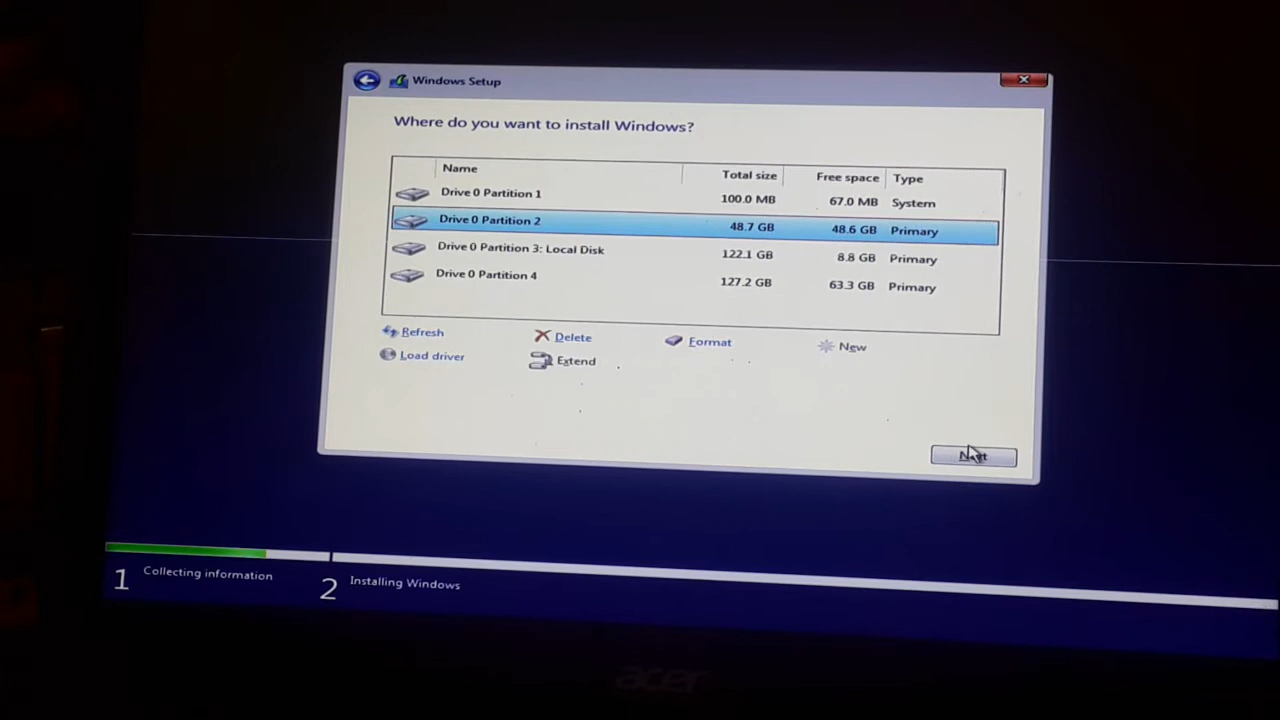 Windows Setup
Where do you want to install Windows?
Name Total size Free space Type
Drive 0 Partition 1 100.0 MB 67.0 MB System
Drive 0 Partition 2 48.7 GB 48.6 GB Primary
Drive 0 Partition 3: Local Disk 122.1 GB 8.8 GB Primary
Drive 0 Partition 4 127.2 GB 63.3 GB Primary
Refresh Delete Format New
Load driver Extend
Next
1 Collecting information 2 Installing Windows
acer